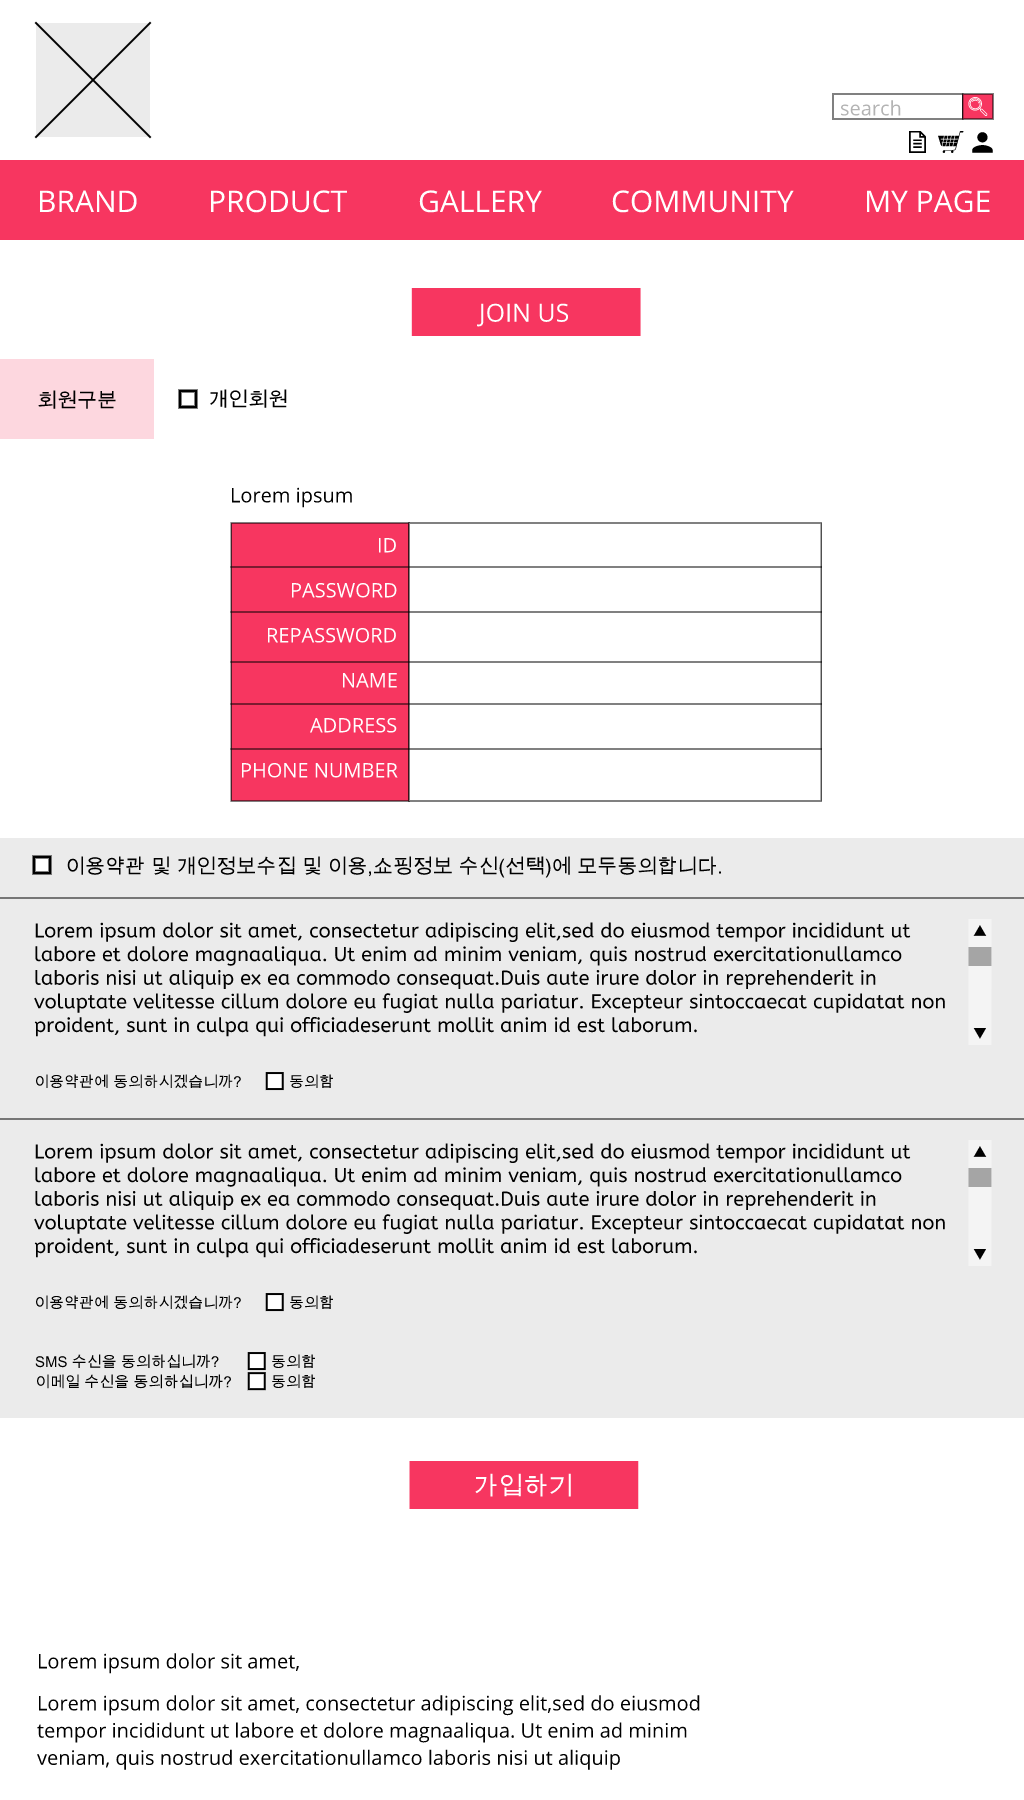 search
BRAND PRODUCT GALLERY COMMUNITY MY PAGE
JOIN US
회원구분 개인회원
Lorem ipsum
ID
PASSWORD
REPASSWORD
NAME
ADDRESS
PHONE NUMBER
이용약관 및 개인정보수집 및 이용,쇼핑정보 수신(선택)에 모두동의합니다.
Lorem ipsum dolor sit amet, consectetur adipiscing elit,sed do eiusmod tempor incididunt ut
labore et dolore magnaaliqua. Ut enim ad minim veniam, quis nostrud exercitationullamco
laboris nisi ut aliquip ex ea commodo consequat.Duis aute irure dolor in reprehenderit in
voluptate velitesse cillum dolore eu fugiat nulla pariatur. Excepteur sintoccaecat cupidatat non
proident, sunt in culpa qui officiadeserunt mollit anim id est laborum.
이용약관에 동의하시겠습니까? 동의함
Lorem ipsum dolor sit amet, consectetur adipiscing elit,sed do eiusmod tempor incididunt ut
labore et dolore magnaaliqua. Ut enim ad minim veniam, quis nostrud exercitationullamco
laboris nisi ut aliquip ex ea commodo consequat.Duis aute irure dolor in reprehenderit in
voluptate velitesse cillum dolore eu fugiat nulla pariatur. Excepteur sintoccaecat cupidatat non
proident, sunt in culpa qui officiadeserunt mollit anim id est laborum.
이용약관에 동의하시겠습니까? 동의함
SMS 수신을 동의하십니까? 동의함
이메일 수신을 동의하십니까? 동의함
가입하기
Lorem ipsum dolor sit amet,
Lorem ipsum dolor sit amet, consectetur adipiscing elit,sed do eiusmod
tempor incididunt ut labore et dolore magnaaliqua. Ut enim ad minim
veniam, quis nostrud exercitationullamco laboris nisi ut aliquip